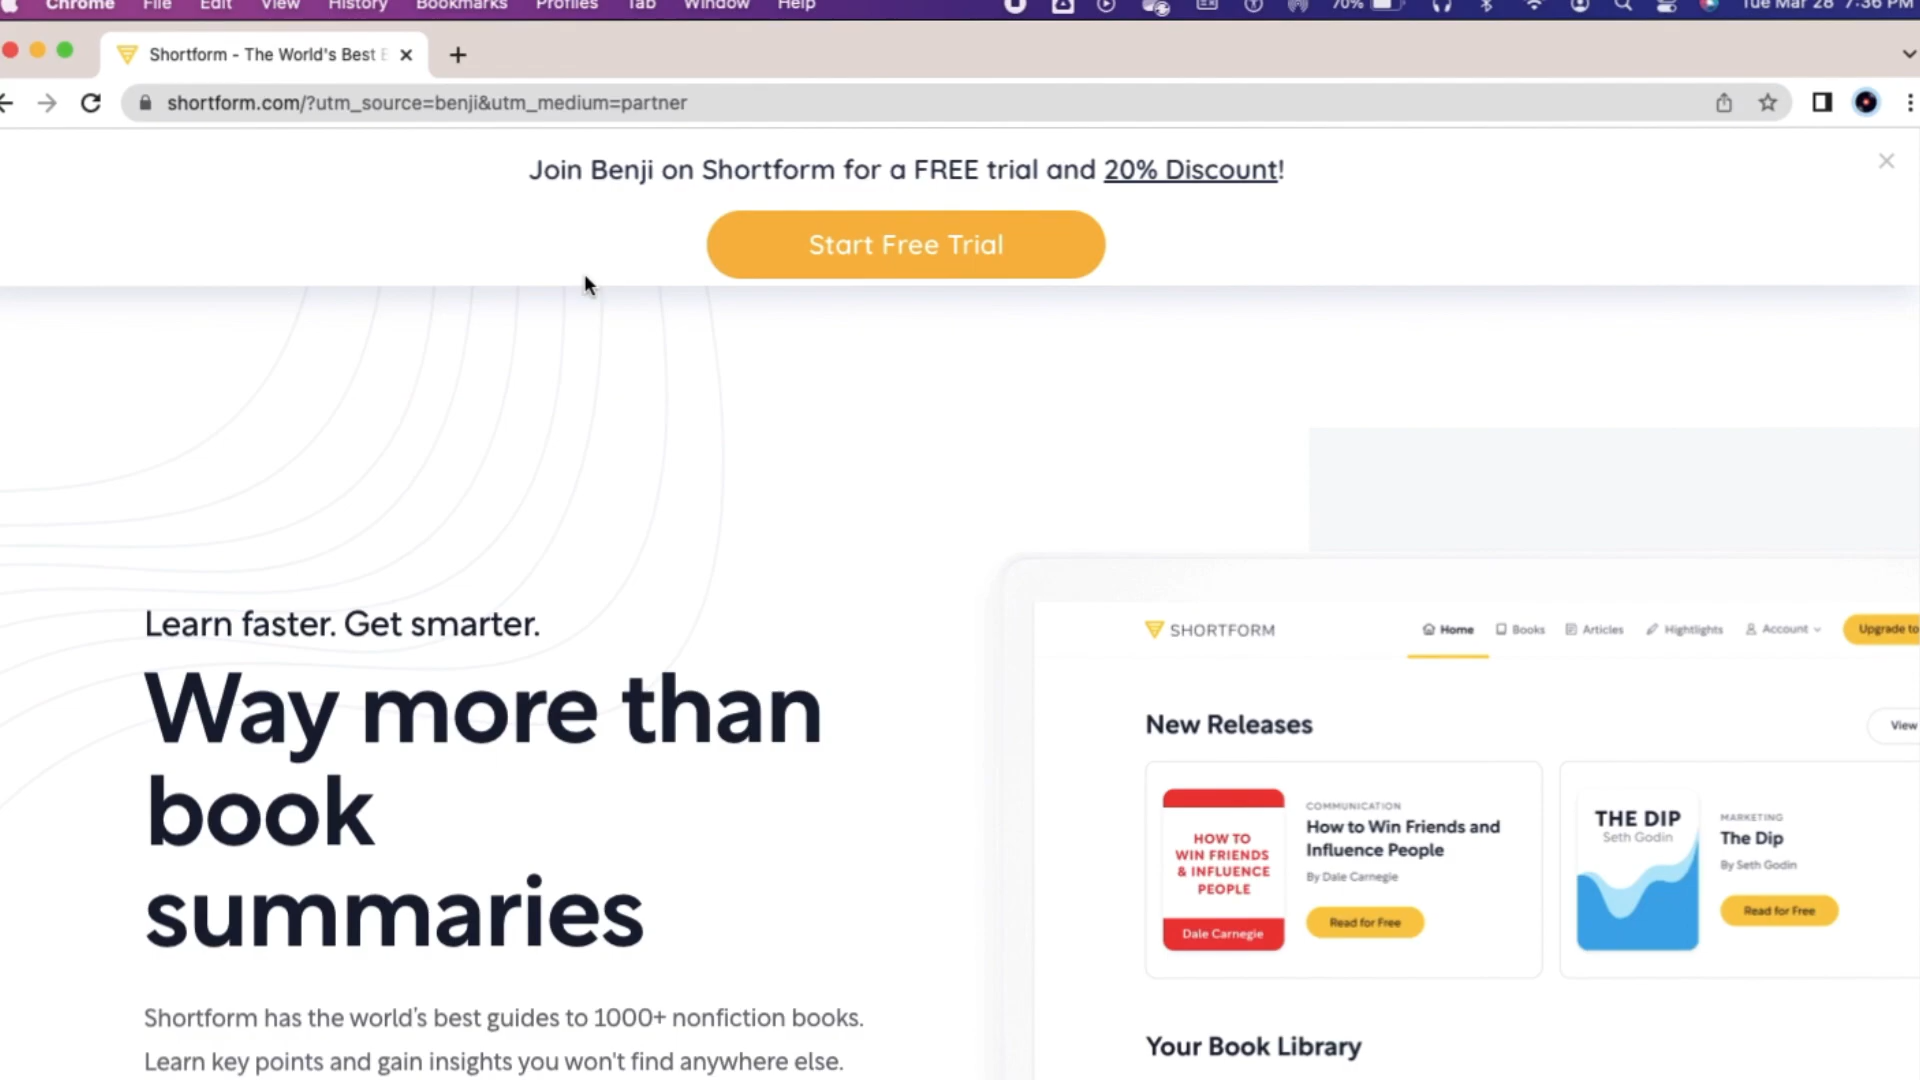 Chrome File Edit View History Bookmarks Profiles Tab Window Help 70% Tue Mar 28 7:36 PM
Shortform - The World's Best
shortform.com/?utm_source=benji&utm_medium=partner
Join Benji on Shortform for a FREE trial and 20% Discount!
Start Free Trial
Learn faster. Get smarter.
Way more than
book
summaries
Shortform has the world's best guides to 1000+ nonfiction books.
Learn key points and gain insights you won't find anywhere else.
SHORTFORM
Home Books Articles Hightlights Account Upgrade to
New Releases
View
HOW TO
WIN FRIENDS
& INFLUENCE
PEOPLE
Dale Carnegie
COMMUNICATION
How to Win Friends and
Influence People
By Dale Carnegie
Read for Free
THE DIP
Seth Godin
MARKETING
The Dip
By Seth Godin
Read for Free
Your Book Library